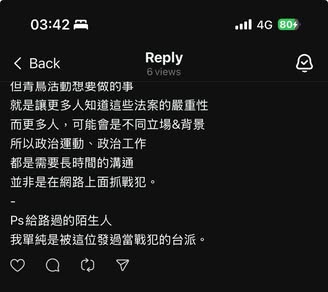 03:42
4G 80
Back
Reply
6 views
但青鳥活動想要做的事
就是讓更多人知道這些法案的嚴重性
而更多人，可能會是不同立場&背景
所以政治運動、政治工作
都是需要長時間的溝通
並非是在網路上面抓戰犯。
-
Ps給路過的陌生人
我單純是被這位發過當戰犯的台派。